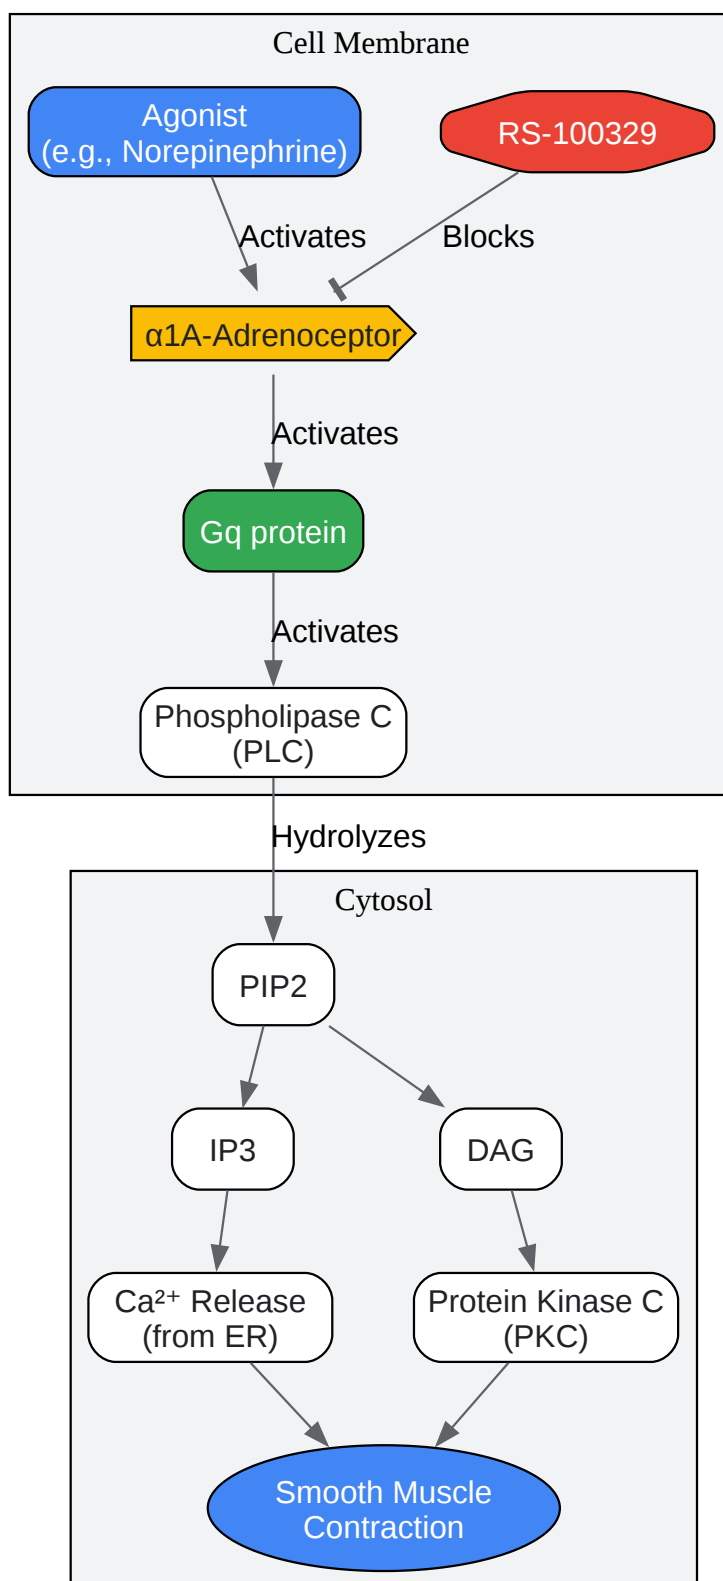 Cell Membrane
Agonist
(e.g., Norepinephrine)
RS-100329
Activates
Blocks
α1A-Adrenoceptor
Activates
Gq protein
Activates
Phospholipase C
(PLC)
Hydrolyzes
Cytosol
PIP2
IP3
DAG
Ca²⁺ Release
(from ER)
Protein Kinase C
(PKC)
Smooth Muscle
Contraction